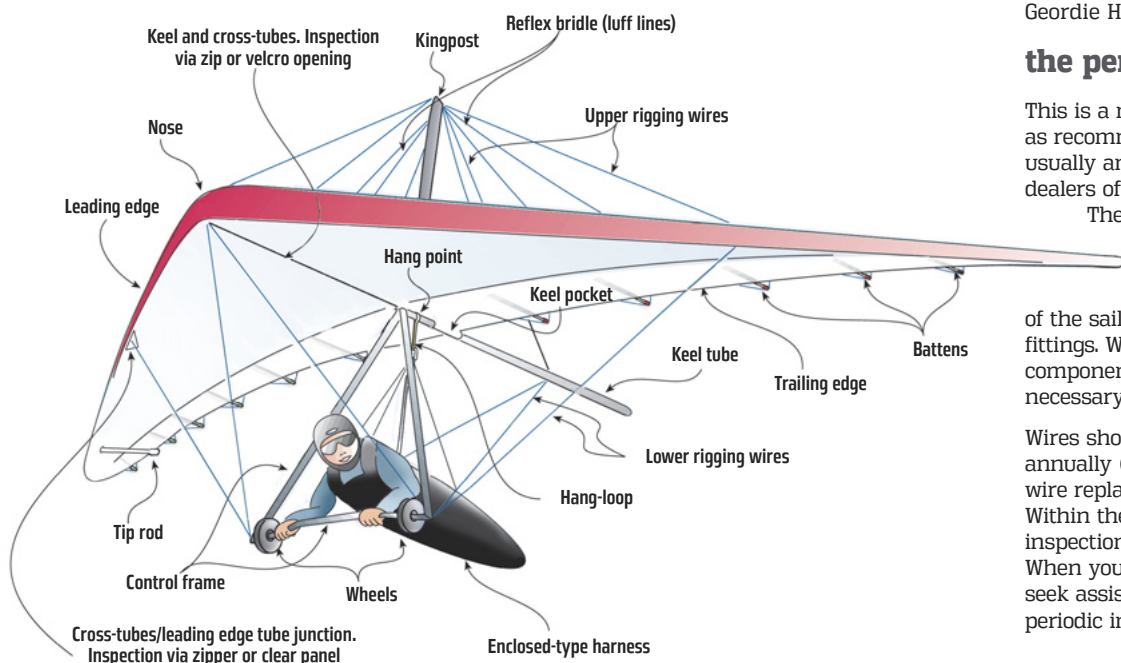 Keel and cross-tubes. Inspection
via zip or velcro opening
Kingpost
Reflex bridle (luff lines)
Upper rigging wires
Nose
Leading edge
Hang point
Keel pocket
Battens
Keel tube
Trailing edge
Lower rigging wires
Hang-loop
Tip rod
Control frame
Wheels
Enclosed-type harness
Cross-tubes/leading edge tube junction.
Inspection via zipper or clear panel
Geordie H
the per
This is a
as recomm
usually ar
dealers of
The
of the sail
fittings. W
componer
necessary
Wires sho
annually
wire repla
Within the
inspection
When you
seek assis
periodic in